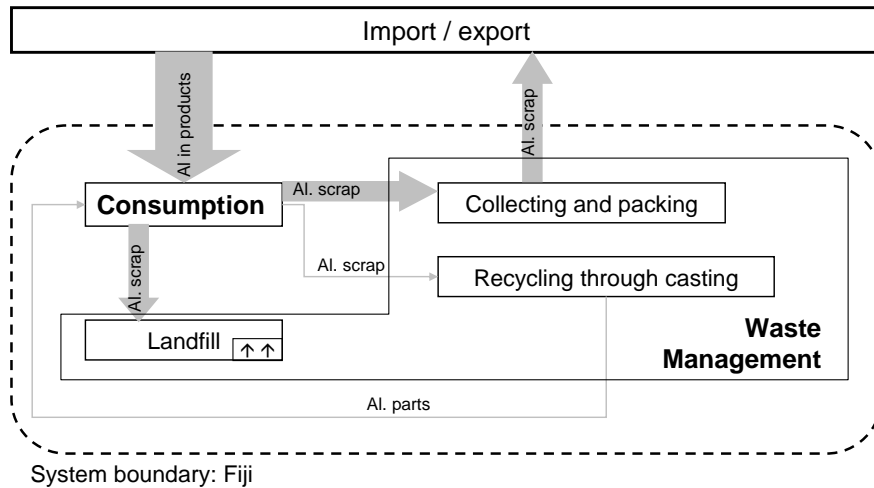 Import / export
Al in products
Al. scrap
Consumption
Al. scrap
Collecting and packing
Al. scrap
Al. scrap
Recycling through casting
Landfill
Waste
Management
Al. parts
System boundary: Fiji